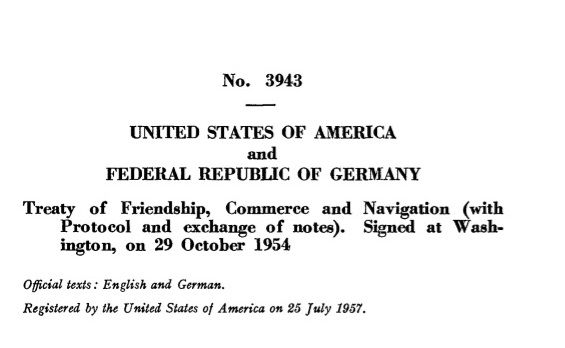 No. 3943
UNITED STATES OF AMERICA
and
FEDERAL REPUBLIC OF GERMANY
Treaty of Friendship, Commerce and Navigation (with
Protocol and exchange of notes). Signed at Wash-
ington, on 29 October 1954
Official texts: English and German.
Registered by the United States of America on 25 July 1957.